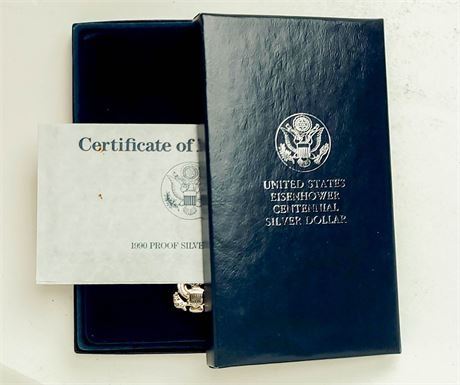 Certificate of
1990 PROOF SILVE
UNITED STATES
EISENHOWER
CENTENNIAL
SILVER DOLLAR